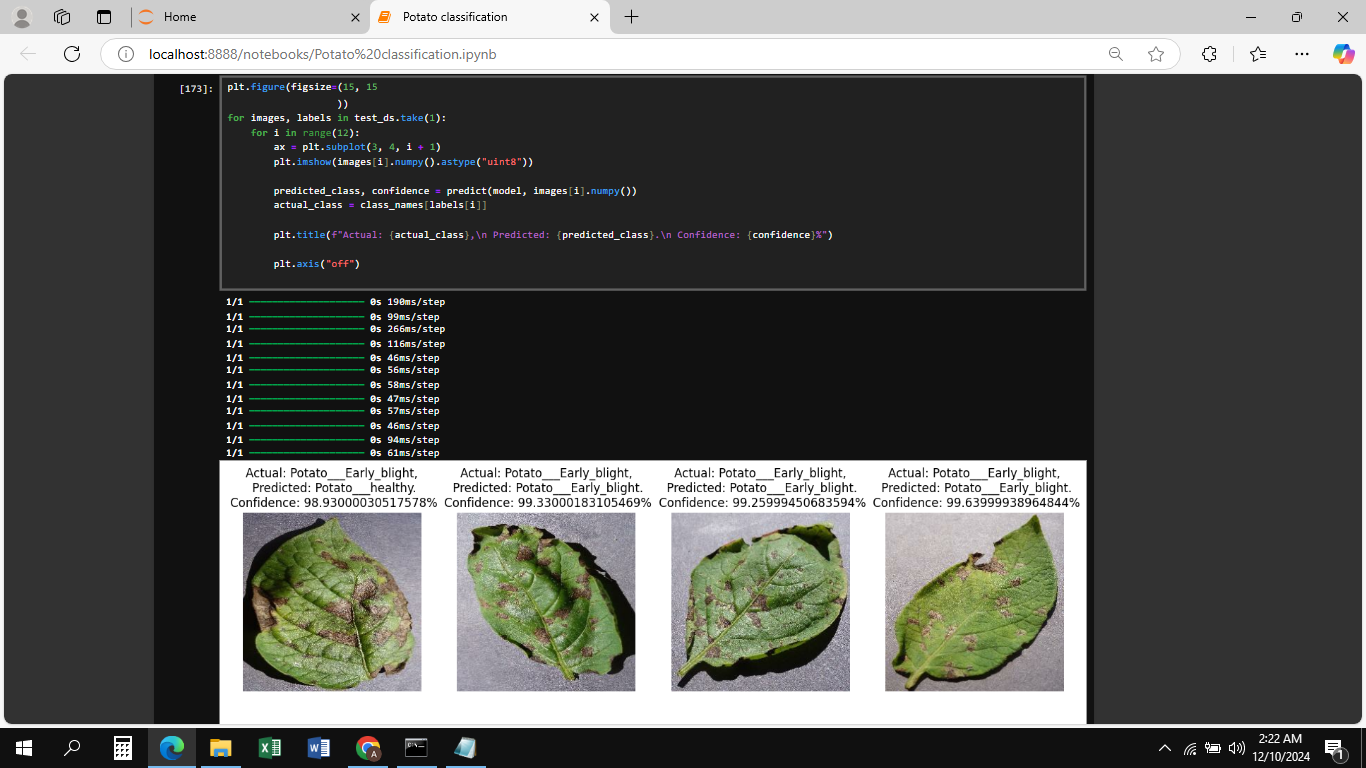 Home
Potato classification
localhost:8888/notebooks/Potato%20classification.ipynb
[173]:
plt.figure(figsize=(15, 15
))
for images, labels in test_ds.take(1):
for i in range(12):
ax = plt.subplot(3, 4, i + 1)
plt.imshow(images[i].numpy().astype("uint8"))
predicted_class, confidence = predict(model, images[i].numpy())
actual_class = class_names[labels[i]]
plt.title(f"Actual: {actual_class},\n Predicted: {predicted_class}.\n Confidence: {confidence}%")
plt.axis("off")
1/1 0s 190ms/step
1/1 0s 99ms/step
1/1 0s 266ms/step
1/1 0s 116ms/step
1/1 0s 46ms/step
1/1 0s 56ms/step
1/1 0s 58ms/step
1/1 0s 47ms/step
1/1 0s 57ms/step
1/1 0s 46ms/step
1/1 0s 94ms/step
1/1 0s 61ms/step
Actual: Potato___Early_blight,
Predicted: Potato___healthy.
Confidence: 98.93000030517578%
Actual: Potato___Early_blight,
Predicted: Potato___Early_blight.
Confidence: 99.33000183105469%
Actual: Potato___Early_blight,
Predicted: Potato___Early_blight.
Confidence: 99.25999450683594%
Actual: Potato___Early_blight,
Predicted: Potato___Early_blight.
Confidence: 99.63999938964844%
2:22 AM
12/10/2024
1